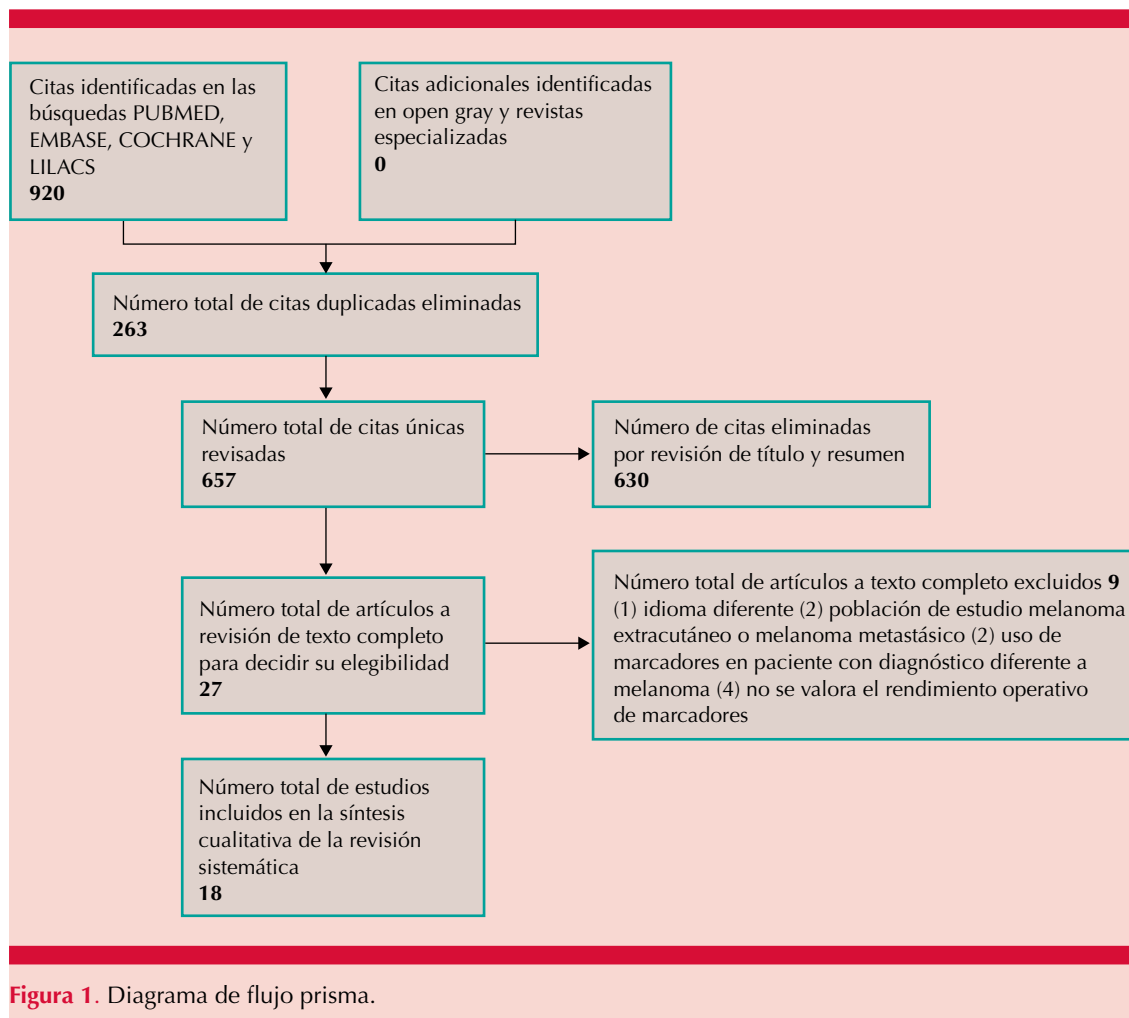 Citas identificadas en las
búsquedas PUBMED,
EMBASE, COCHRANE y
LILACS
920
Citas adicionales identificadas
en open gray y revistas
especializadas
0
Número total de citas duplicadas eliminadas
263
Número total de citas únicas
revisadas
657
Número de citas eliminadas
por revisión de título y resumen
630
Número total de artículos a
revisión de texto completo
para decidir su elegibilidad
27
Número total de artículos a texto completo excluidos 9
(1) idioma diferente (2) población de estudio melanoma
extracutáneo o melanoma metastásico (2) uso de
marcadores en paciente con diagnóstico diferente a
melanoma (4) no se valora el rendimiento operativo
de marcadores
Número total de estudios
incluidos en la síntesis
cualitativa de la revisión
sistemática
18
Figura 1. Diagrama de flujo prisma.